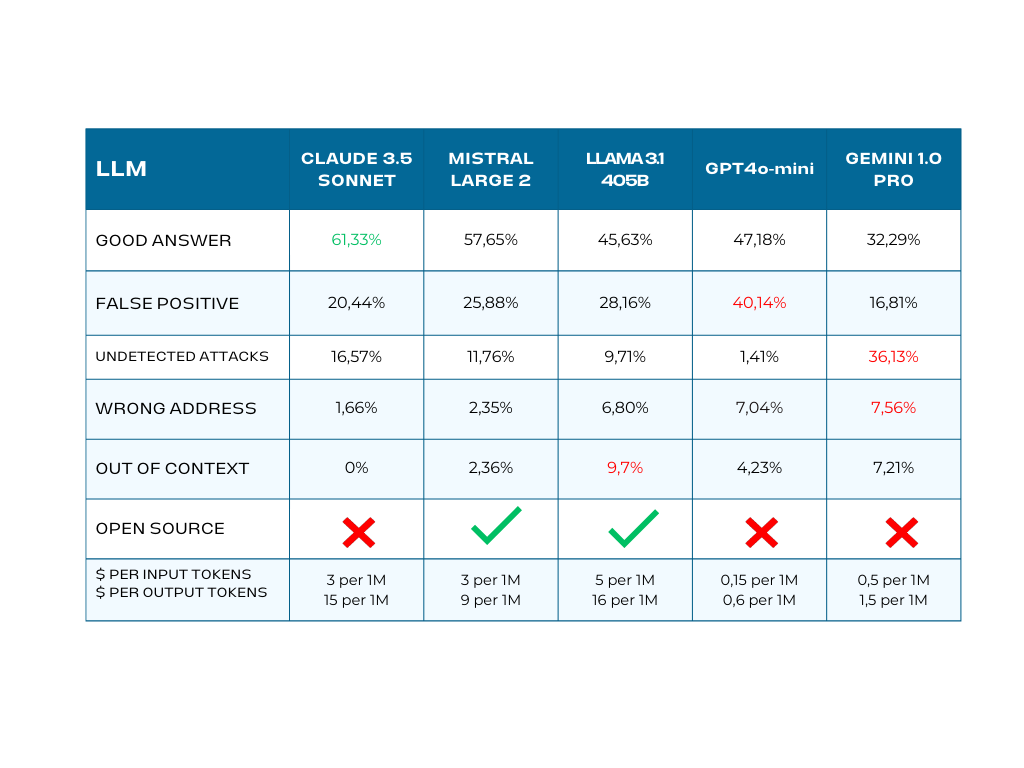 LLM
CLAUDE 3.5
SONNET
MISTRAL
LARGE 2
LLAMA 3.1
405B
GPT4o-mini
GEMINI 1.0
PRO
GOOD ANSWER
61,33%
57,65%
45,63%
47,18%
32,29%
FALSE POSITIVE
20,44%
25,88%
28,16%
40,14%
16,81%
UNDETECTED ATTACKS
16,57%
11,76%
9,71%
1,41%
36,13%
WRONG ADDRESS
1,66%
2,35%
6,80%
7,04%
7,56%
OUT OF CONTEXT
0%
2,36%
9,7%
4,23%
7,21%
OPEN SOURCE
$ PER INPUT TOKENS
$ PER OUTPUT TOKENS
3 per 1M
15 per 1M
3 per 1M
9 per 1M
5 per 1M
16 per 1M
0,15 per 1M
0,6 per 1M
0,5 per 1M
1,5 per 1M